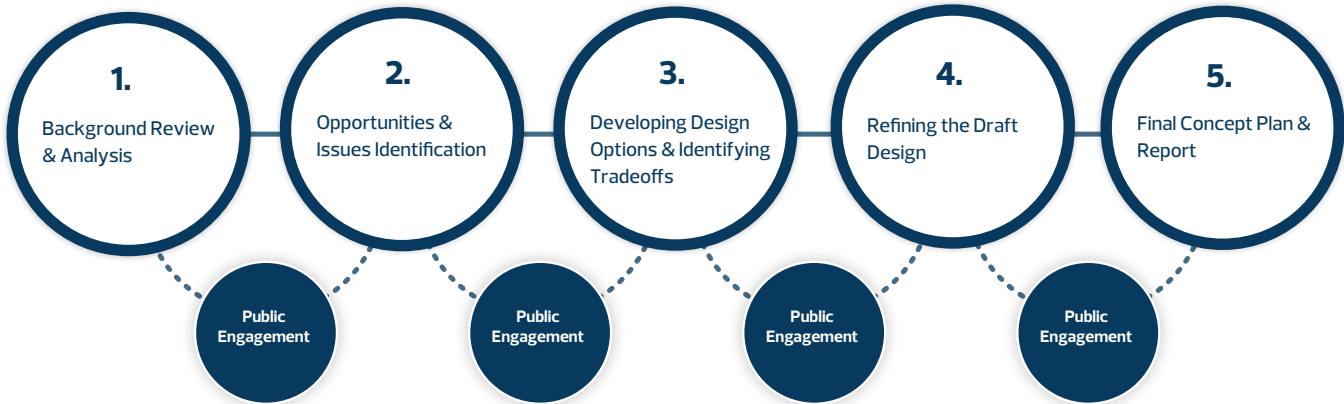 1.
Background Review
& Analysis
2.
Opportunities &
Issues Identification
3.
Developing Design
Options & Identifying
Tradeoffs
4.
Refining the Draft
Design
5.
Final Concept Plan &
Report
Public
Engagement
Public
Engagement
Public
Engagement
Public
Engagement